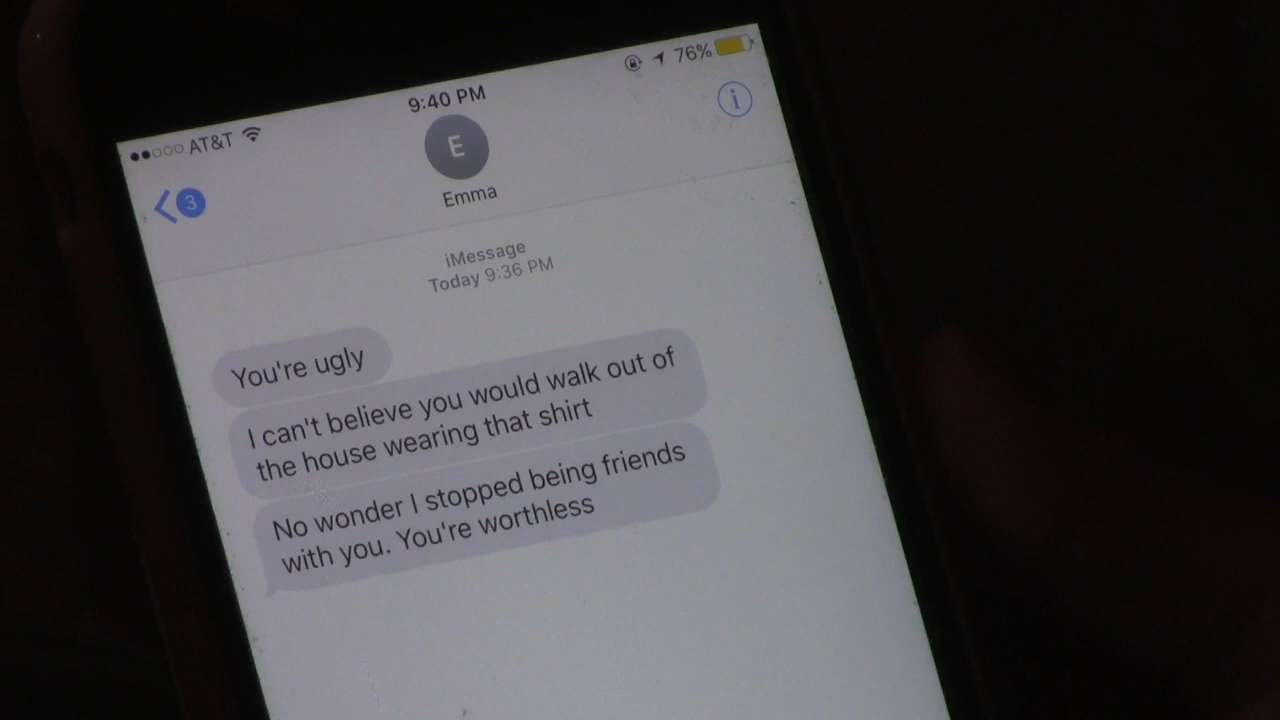 9:40 PM
76%
AT&T
E
3
Emma
iMessage
Today 9:36 PM
You're ugly
I can't believe you would walk out of
the house wearing that shirt
No wonder I stopped being friends
with you. You're worthless